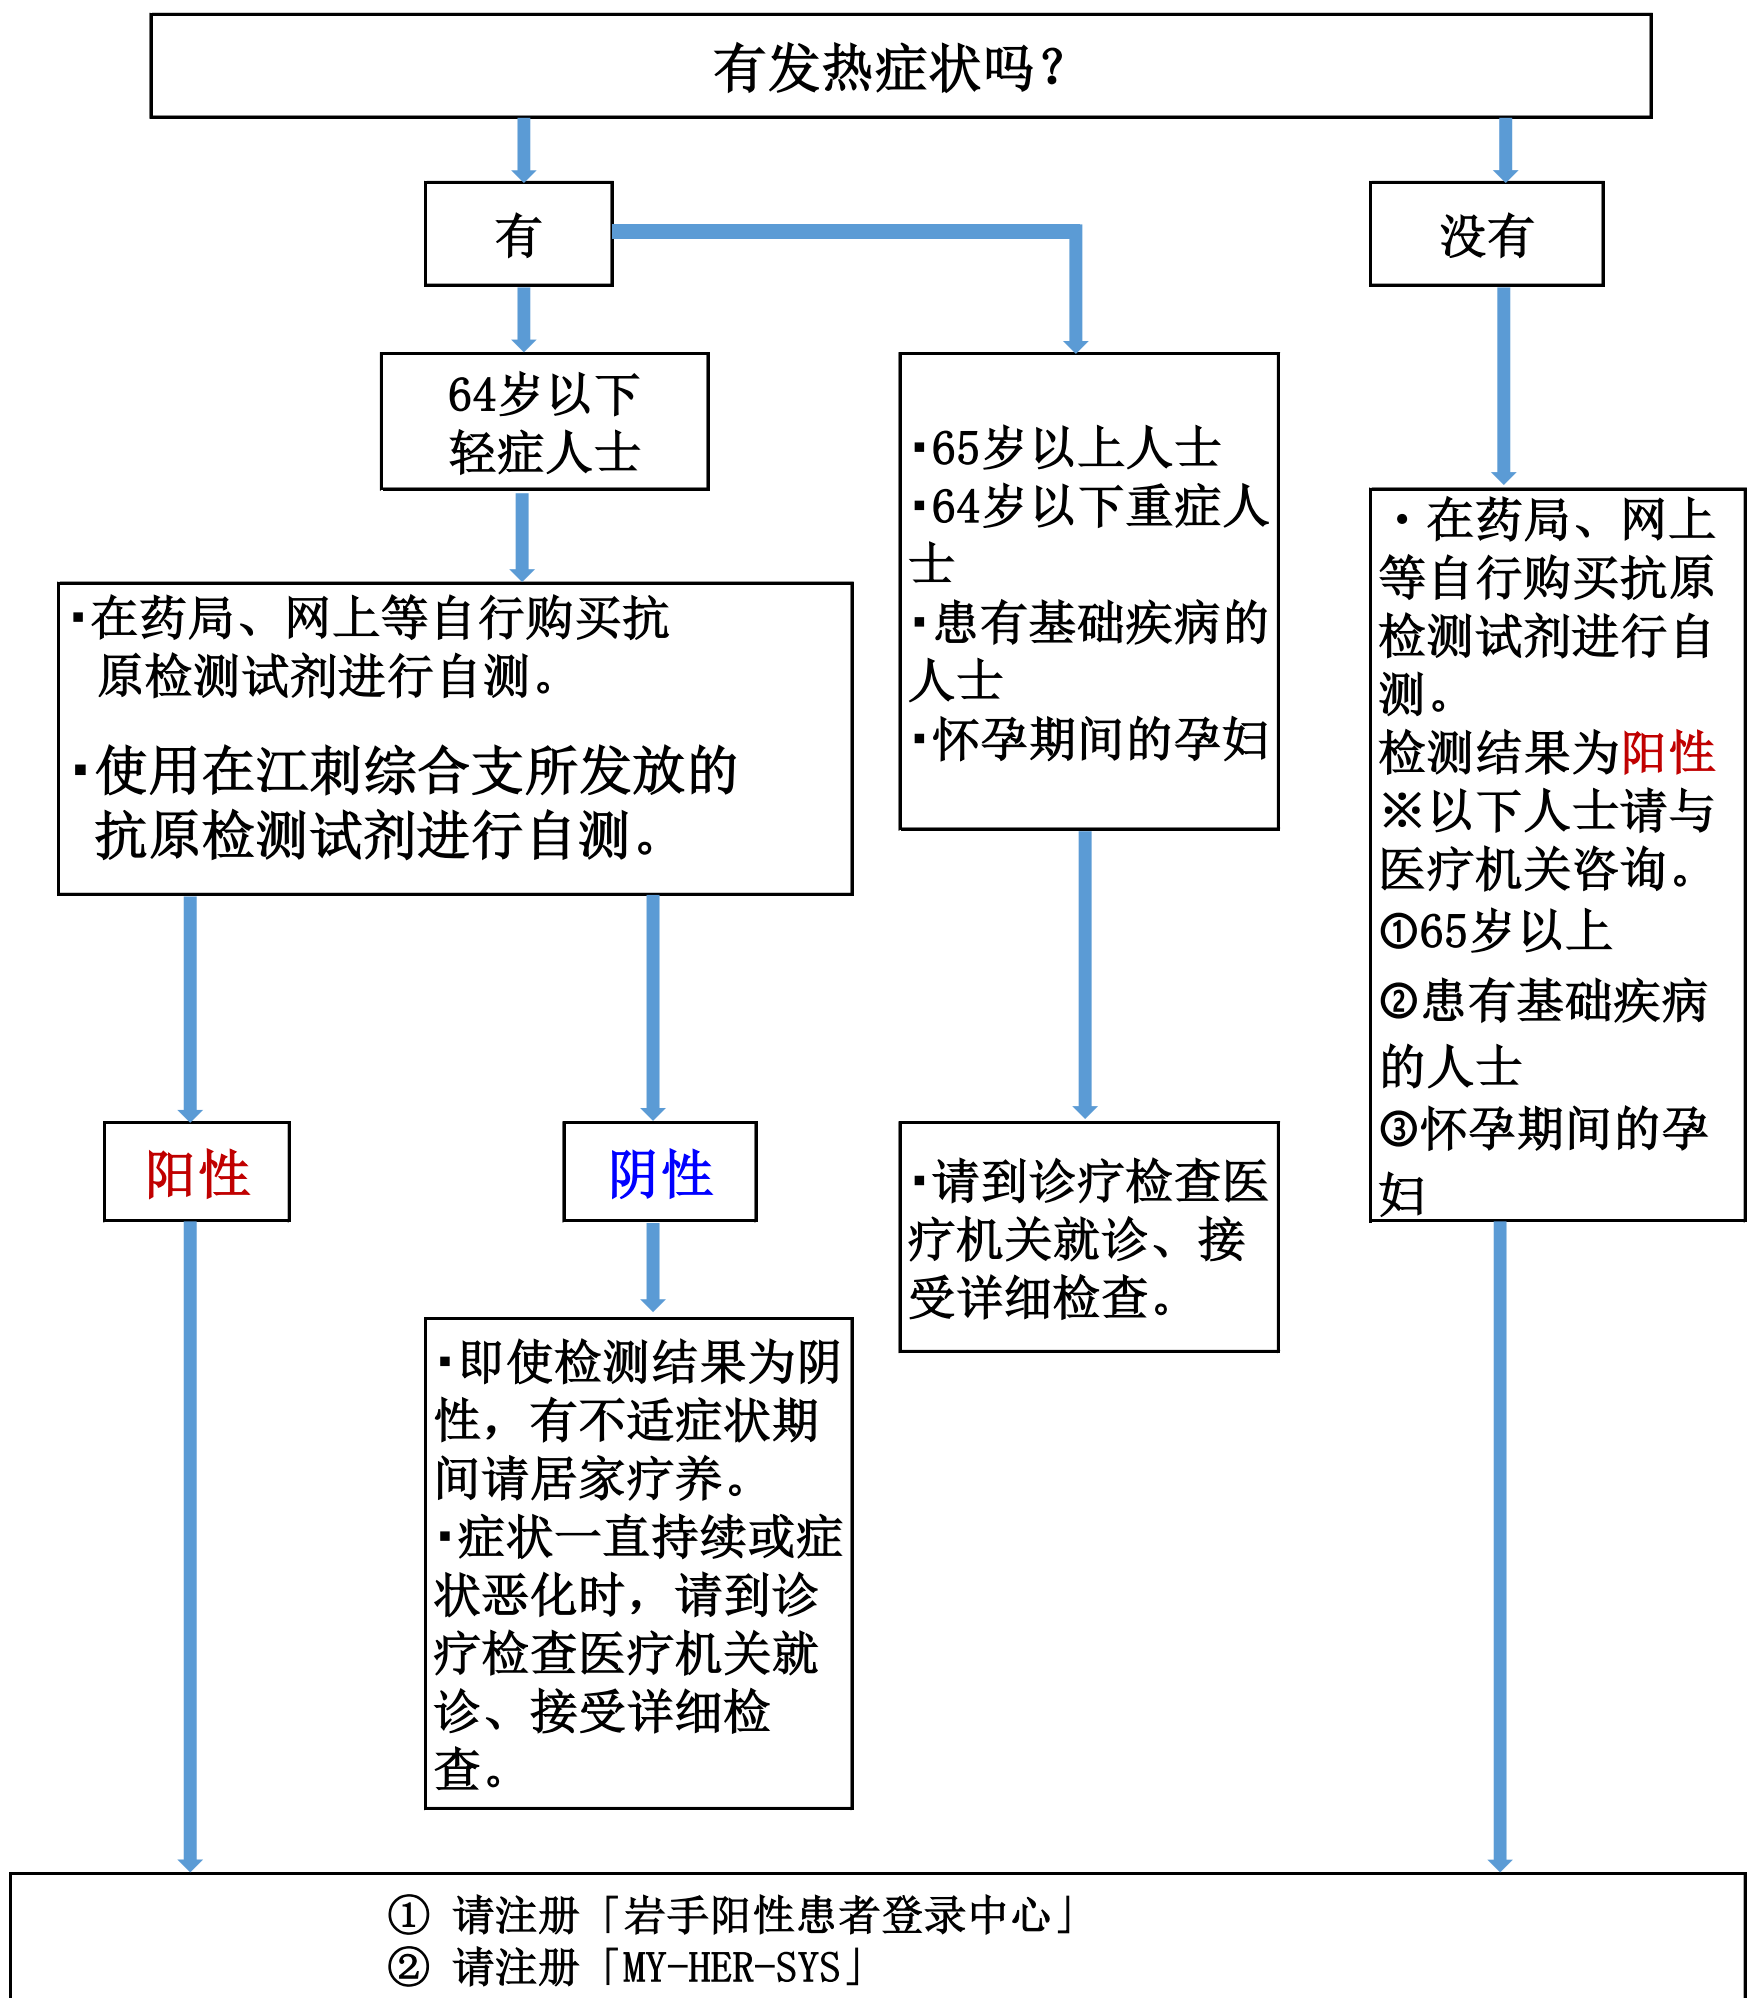 有发热症状吗？
有
没有
64岁以下
轻症人士
▪65岁以上人士
▪64岁以下重症人
士
▪患有基础疾病的
人士
▪怀孕期间的孕妇
・在药局、网上
等自行购买抗原
检测试剂进行自
测。
检测结果为阳性
※以下人士请与
医疗机关咨询。
①65岁以上
②患有基础疾病
的人士
③怀孕期间的孕
妇
▪在药局、网上等自行购买抗
原检测试剂进行自测。
▪使用在江刺综合支所发放的
抗原检测试剂进行自测。
阳性
阴性
▪请到诊疗检查医
疗机关就诊、接
受详细检查。
▪即使检测结果为阴
性，有不适症状期
间请居家疗养。
▪症状一直持续或症
状恶化时，请到诊
疗检查医疗机关就
诊、接受详细检
查。
① 请注册「岩手阳性患者登录中心」
② 请注册「MY-HER-SYS」